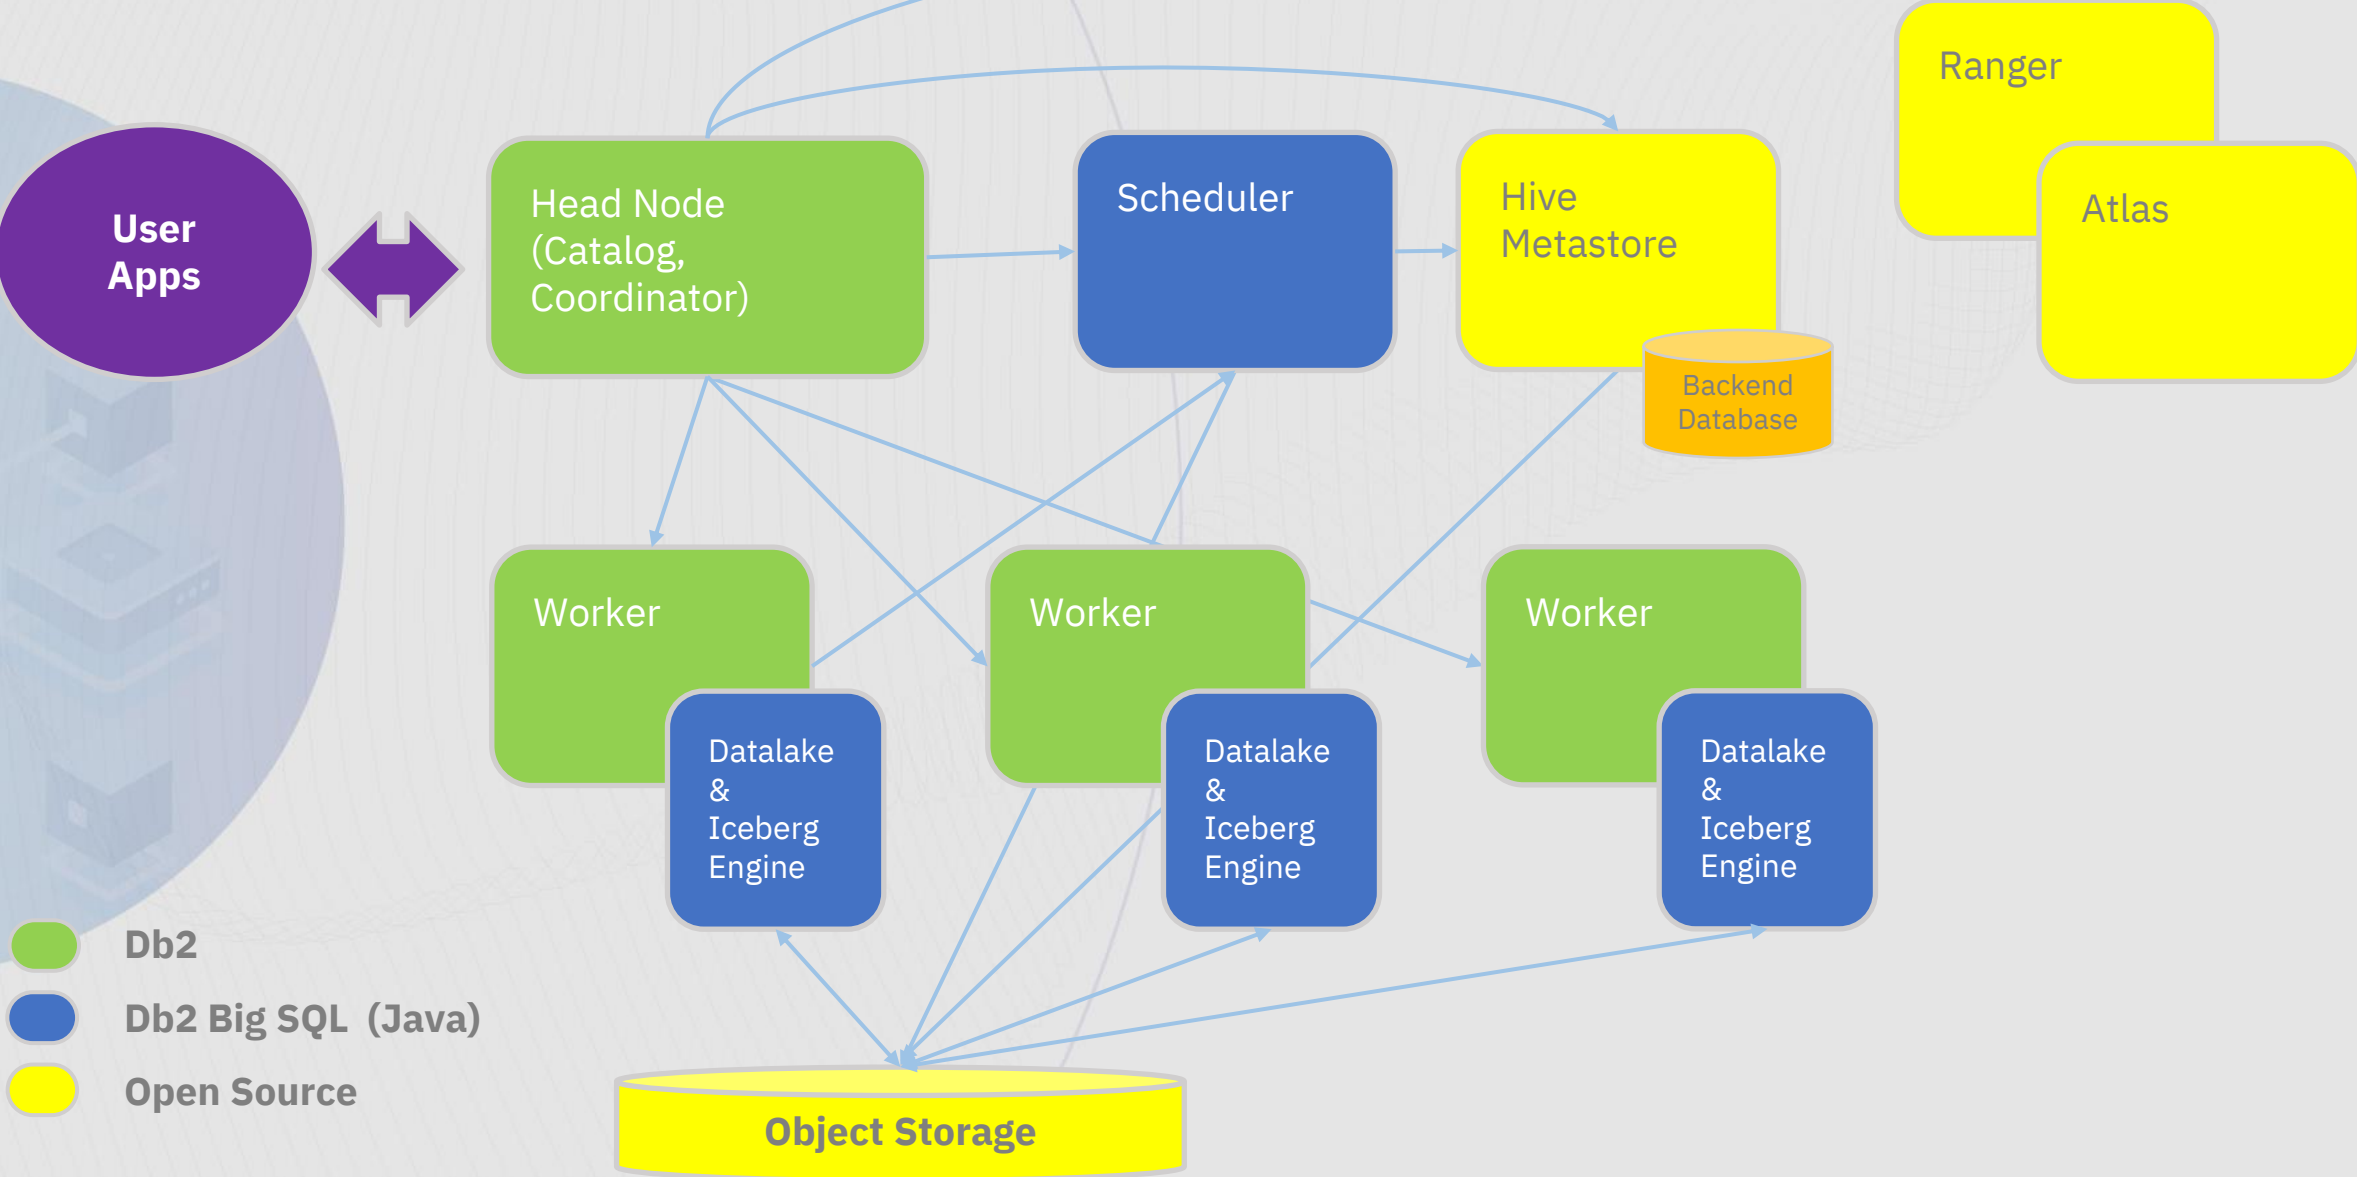 User
Apps
Head Node
(Catalog,
Coordinator)
Scheduler
Hive
Metastore
Backend
Database
Ranger
Atlas
Worker
Datalake
&
Iceberg
Engine
Worker
Datalake
&
Iceberg
Engine
Worker
Datalake
&
Iceberg
Engine
Db2
Db2 Big SQL (Java)
Open Source
Object Storage